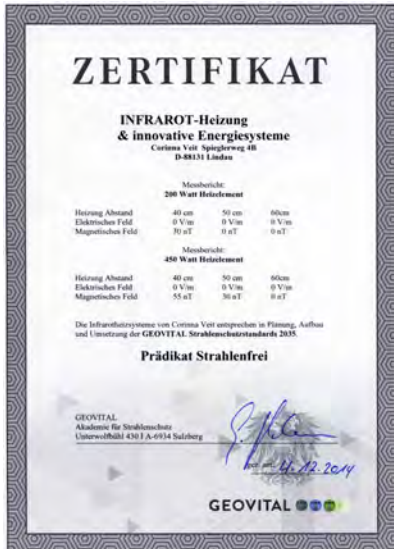 ZERTIFIKAT
INFRAROT-Heizung
& innovative Energiesysteme
Corinna Veit Spieglerweg 4B
D-88131 Lindau
Messbericht:
200 Watt Heizelement
Heizung Abstand 40 cm 50 cm 60cm
Elektrisches Feld 0 V/m 0 V/m 0 V/m
Magnetisches Feld 30 nT 0 nT 0 nT
Messbericht:
450 Watt Heizelement
Heizung Abstand 40 cm 50 cm 60cm
Elektrisches Feld 0 V/m 0 V/m 0 V/m
Magnetisches Feld 55 nT 30 nT 0 nT
Die Infrarotheizsysteme von Corinna Veit entsprechen in Planung, Aufbau
und Umsetzung der GEOVITAL Strahlenschutzstandards 2035.
Prädikat Strahlenfrei
GEOVITAL
Akademie für Strahlenschutz
Unterwolfbühl 430 I A-6934 Sulzberg
4.12.2014
GEOVITAL